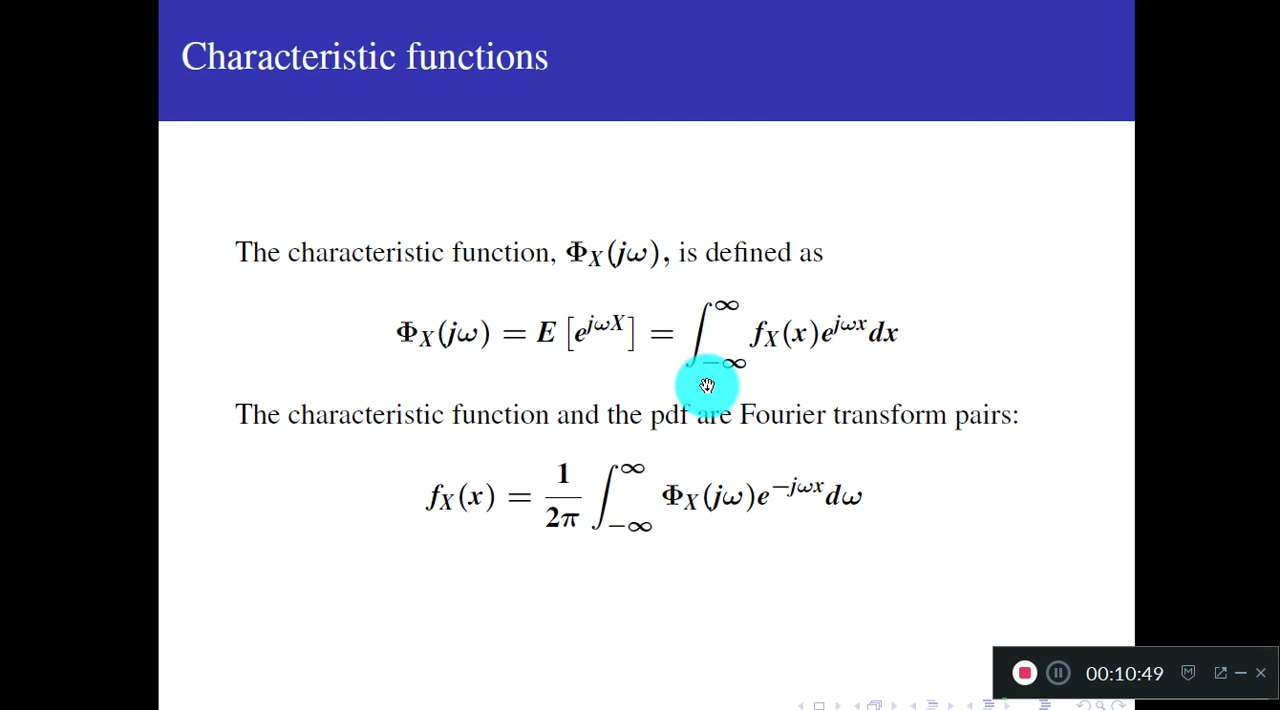 Characteristic functions
The characteristic function, Φ_X(jω), is defined as
Φ_X(jω) = E [e^{jωX}] = ∫_{−∞}^{∞} f_X(x)e^{jωx}dx
The characteristic function and the pdf are Fourier transform pairs:
f_X(x) = \frac{1}{2π} ∫_{−∞}^{∞} Φ_X(jω)e^{−jωx}dω
00:10:49